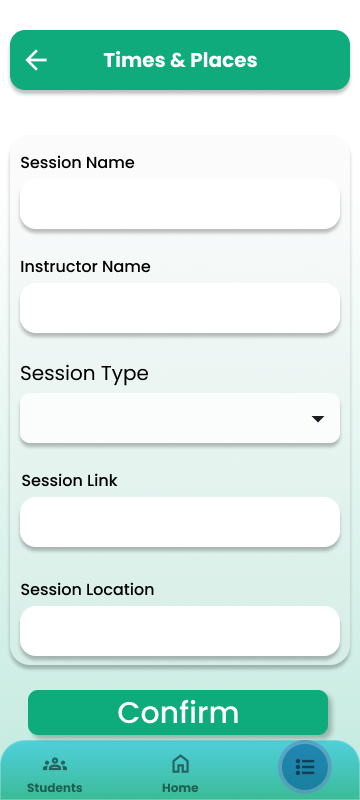 Times & Places
Session Name
Instructor Name
Session Type
Session Link
Session Location
Confirm
Students
Home